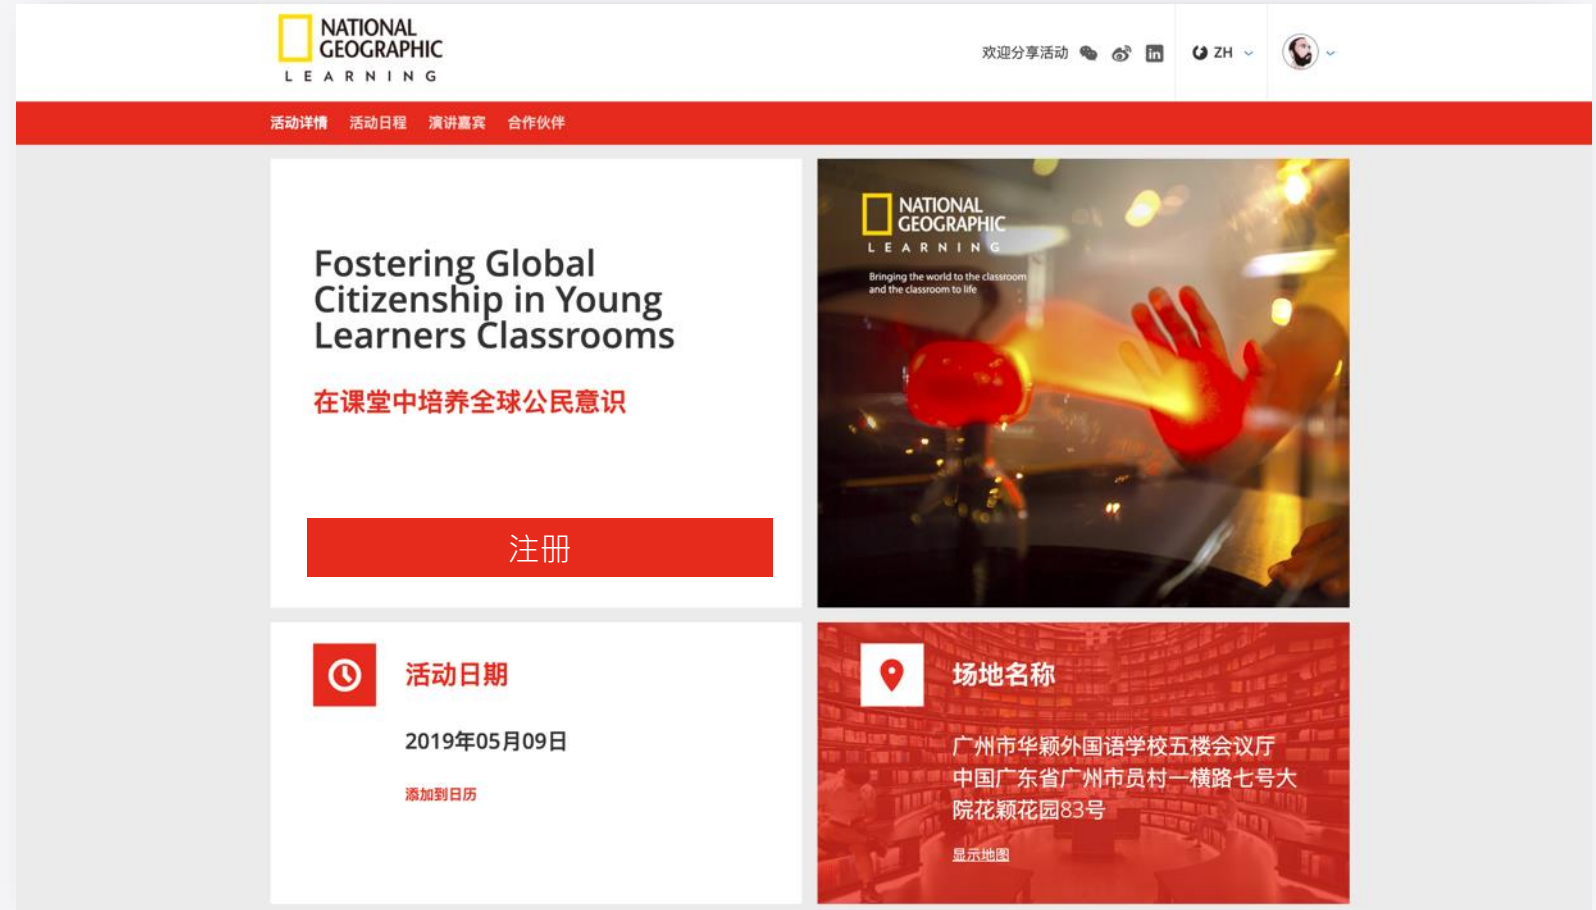 NATIONAL
GEOGRAPHIC
LEARNING
欢迎分享活动
in
ZH
活动详情 活动日程 演讲嘉宾 合作伙伴
Fostering Global
Citizenship in Young
Learners Classrooms
在课堂中培养全球公民意识
注册
NATIONAL
GEOGRAPHIC
LEARNING
Bringing the world to the classroom
and the classroom to life
活动日期
2019年05月09日
添加到日历
场地名称
广州市华颖外国语学校五楼会议厅
中国广东省广州市员村一横路七号大
院花颖花园83号
显示地图